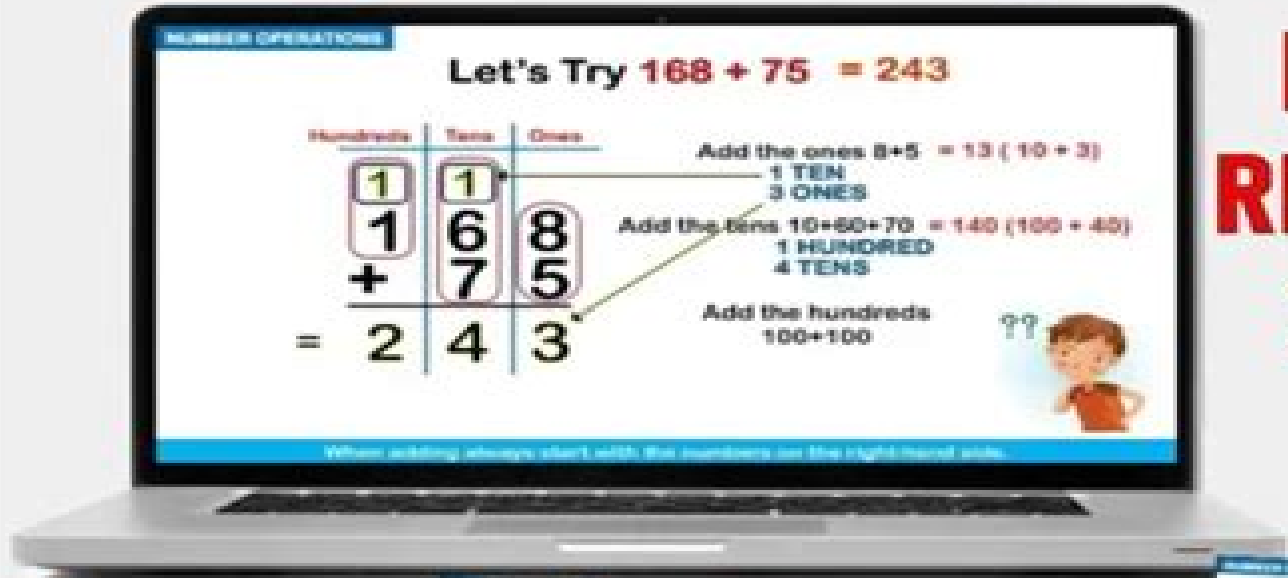 NUMBER OPERATIONS
Let's Try 168 + 75 = 243
Hundreds Tens Ones
Add the ones 8+5 = 13 ( 10 + 3)
1 1
1 TEN
3 ONES
1 6 8
Add the tens 10+60+70 = 140 (100 + 40)
1 HUNDRED
+ 7 5
4 TENS
Add the hundreds
100+100
??
= 2 4 3
When adding always start with the numbers on the right hand side.